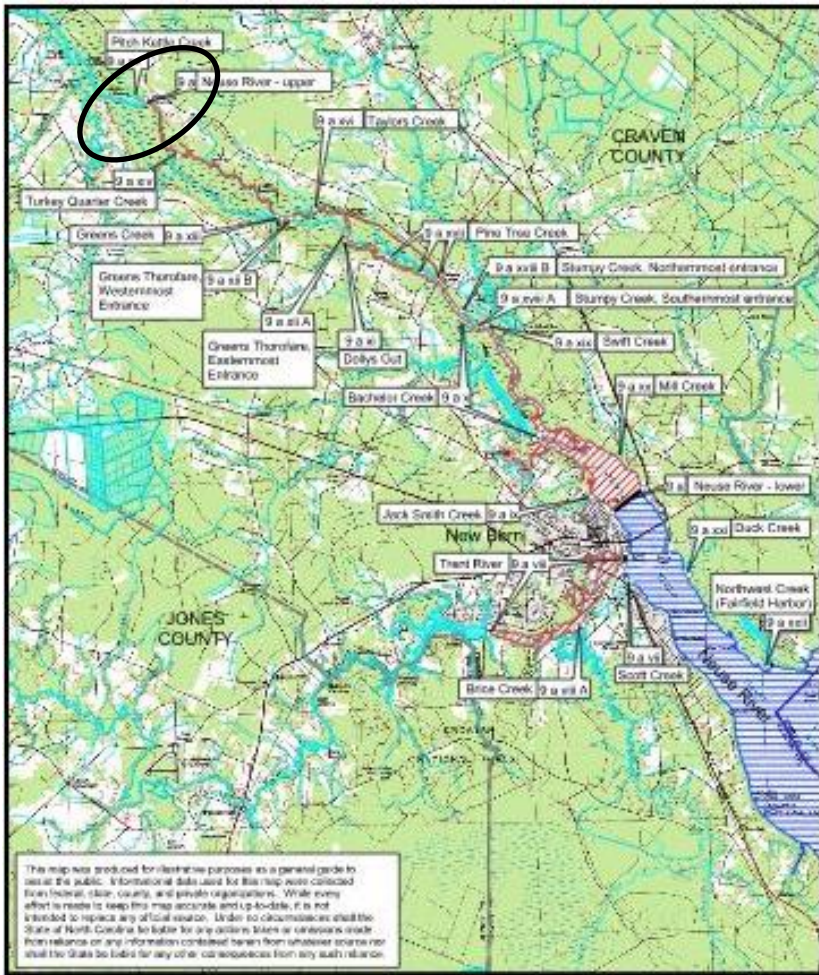 Pitch Kettle Creek
9 a
Neuse River - upper
9 a xvi Taylors Creek
CRAVEN
COUNTY
9 a xv
Turkey Quarter Creek
Greens Creek 9 a xiii
9 a xvii Pine Tree Creek
9 a xviii B Stumpy Creek, Northernmost entrance
Greens Thorofare,
Westernmost
Entrance
9 a xii B
9 a xviii A Stumpy Creek, Southernmost entrance
9 a xii A
9 a xi
Dollys Gut
Greens Thorofare,
Easternmost
Entrance
9 a xix Swift Creek
Bachelor Creek 9 a x
9 a xx Mill Creek
9 a Neuse River - lower
Jack Smith Creek 9 a ix
New Bern
9 a xxi Duck Creek
Trent River 9 a viii
Northwest Creek
(Fairfield Harbor)
9 a xxii
JONES
COUNTY
9 a vii
Scott Creek
Brice Creek 9 a viii A
Neuse River
This map was produced for illustrative purposes as a general guide to
assist the public. Informational data used for this map were collected
from federal, state, county, and private organizations. While every
effort is made to keep this map accurate and up-to-date, it is not
intended to replace any official source. Under no circumstances shall the
State of North Carolina be liable for any actions taken or omissions made
from reliance on any information contained herein from whatever source nor
shall the State be liable for any other consequences from any such reliance.